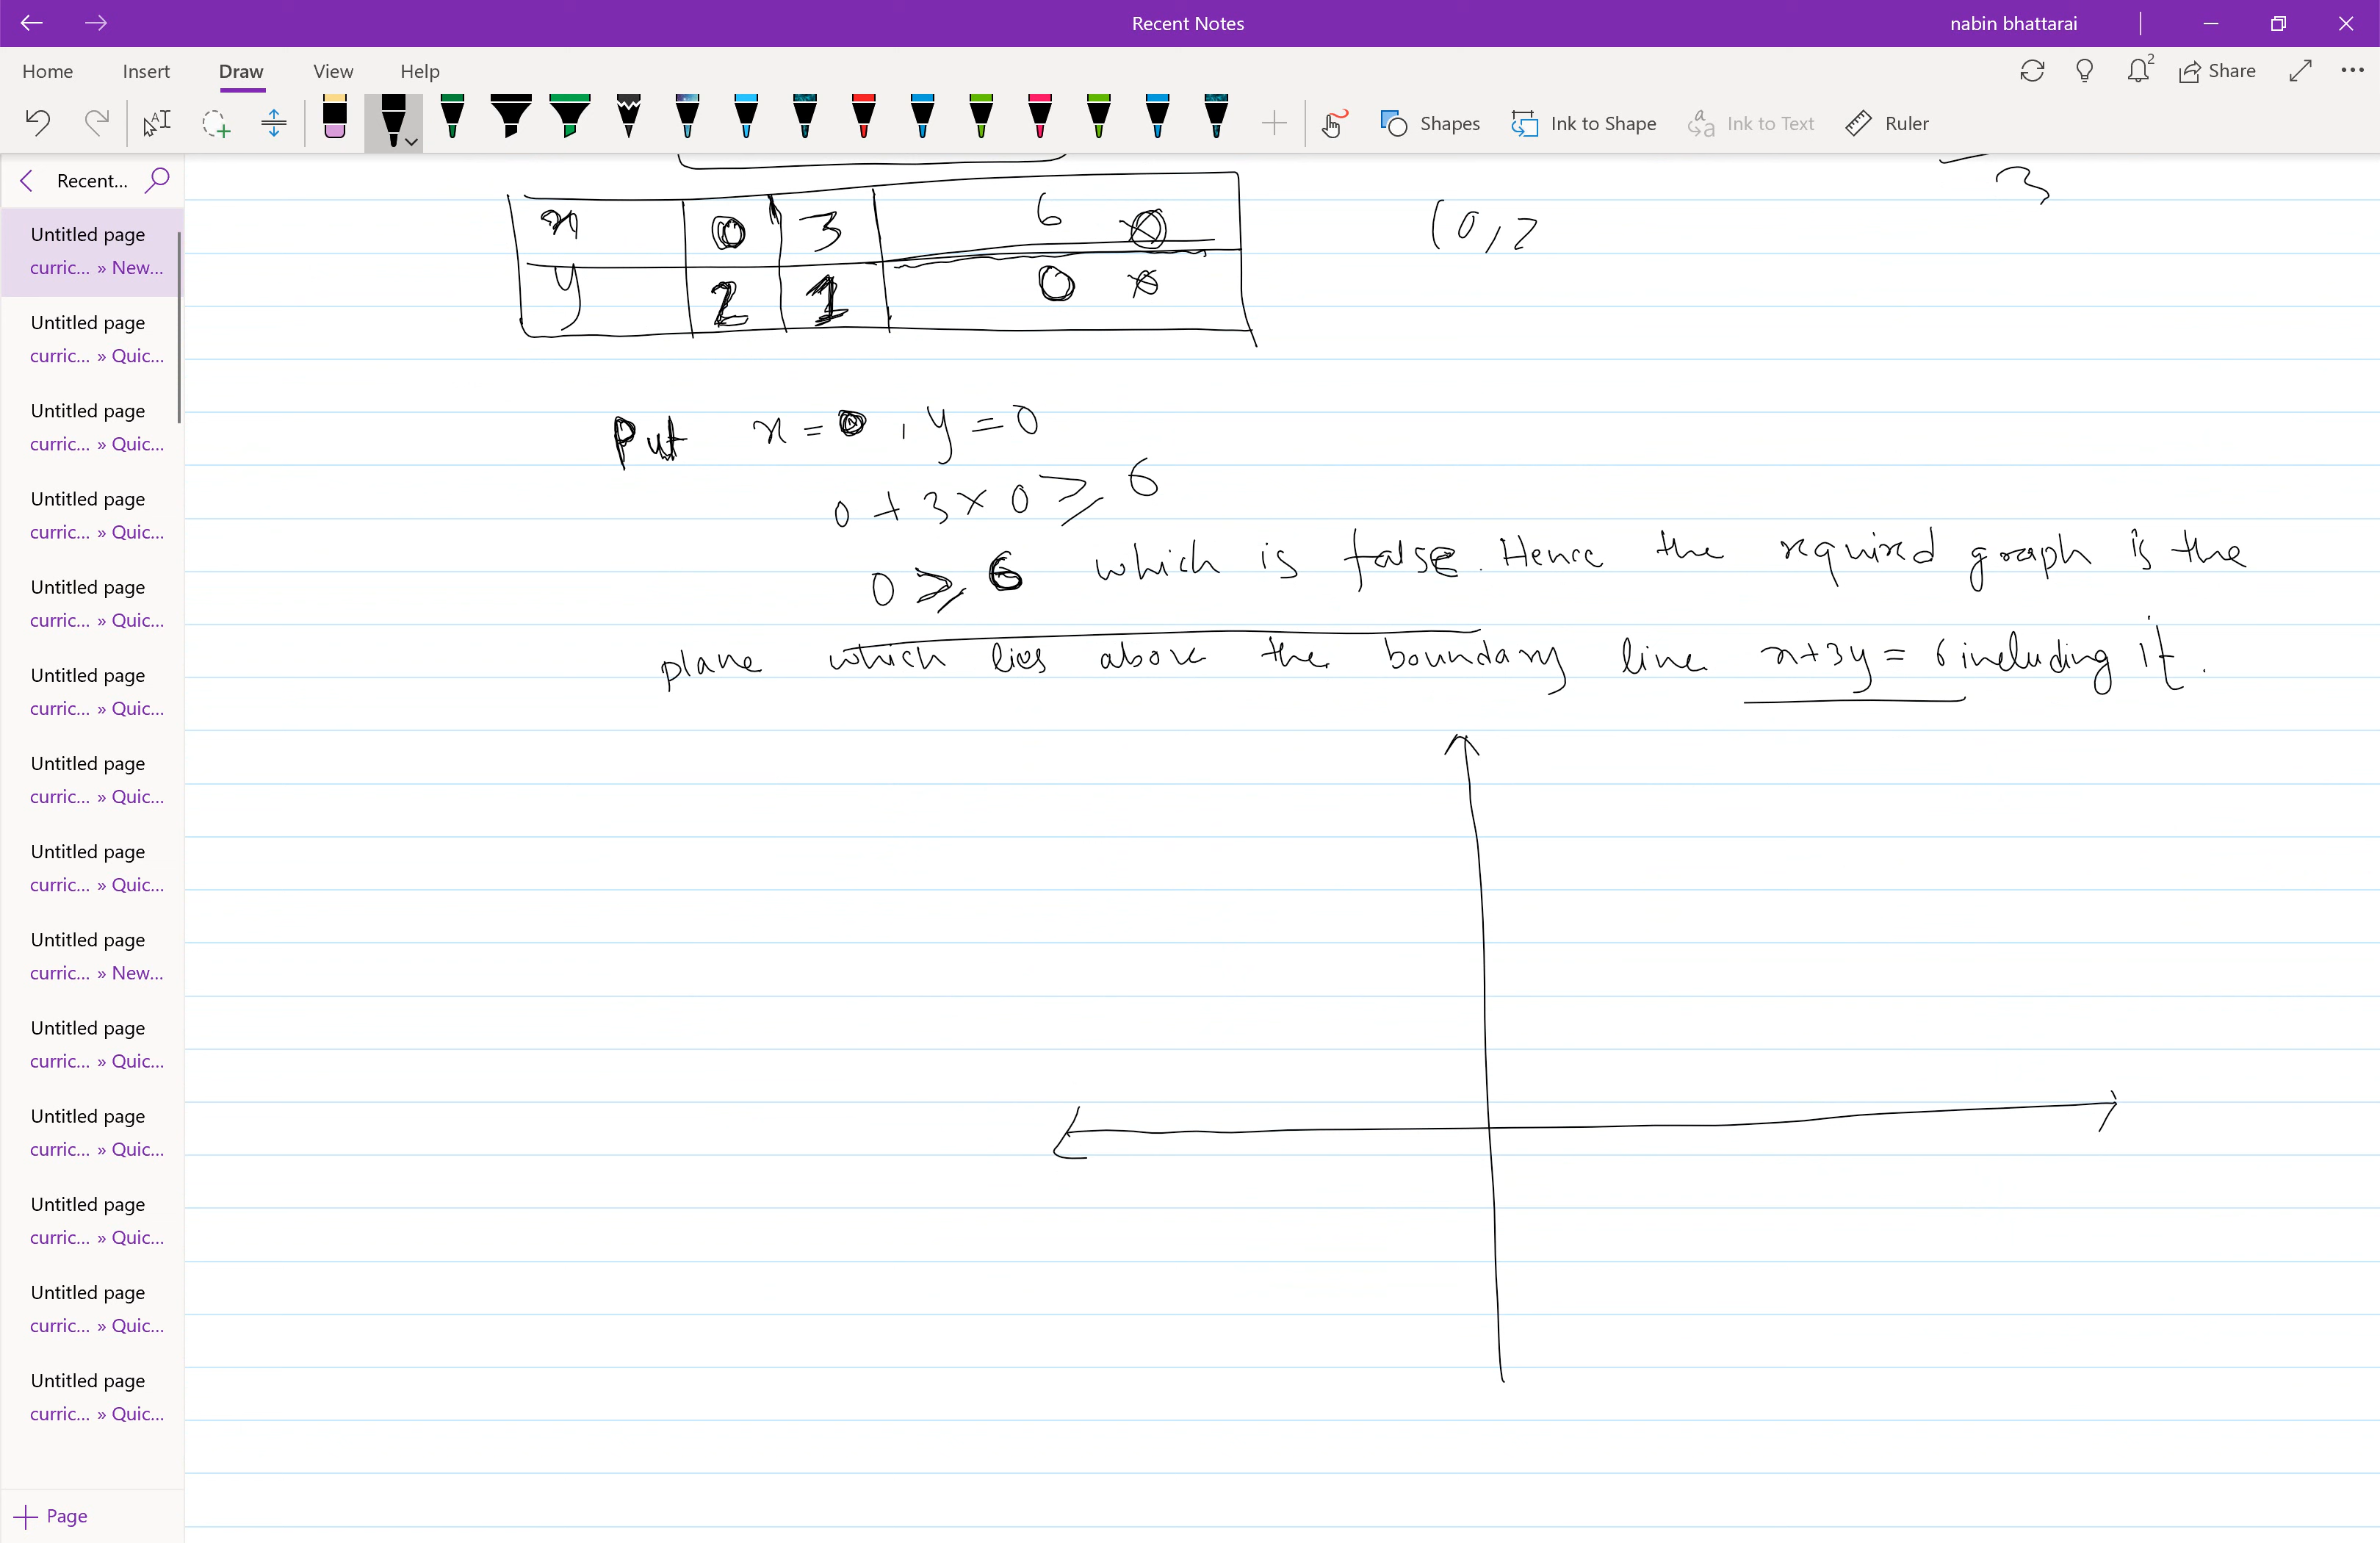 Recent Notes
nabin bhattarai
Home Insert Draw View Help
2 Share
Shapes Ink to Shape Ink to Text Ruler
Recent...
Untitled page
curric... » New...
Untitled page
curric... » Quic...
Untitled page
curric... » Quic...
Untitled page
curric... » Quic...
Untitled page
curric... » Quic...
Untitled page
curric... » Quic...
Untitled page
curric... » Quic...
Untitled page
curric... » Quic...
Untitled page
curric... » New...
Untitled page
curric... » Quic...
Untitled page
curric... » Quic...
Untitled page
curric... » Quic...
Untitled page
curric... » Quic...
Untitled page
curric... » Quic...
Page
3
x 0 3 6
y 2 1 0
(0,2
Put x = 0, y = 0
0 + 3 × 0 ≥ 6
0 ≥ 6 which is false. Hence the required graph is the
plane which lies above the boundary line x+3y = 6 including it.